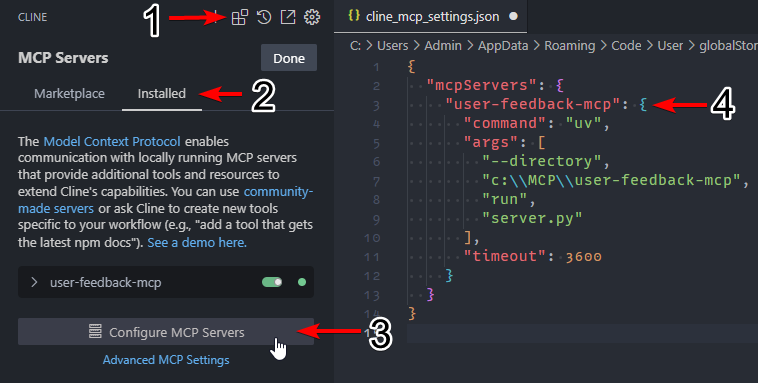 CLINE
1
MCP Servers
Done
Marketplace
Installed
2
The Model Context Protocol enables
communication with locally running MCP servers
that provide additional tools and resources to
extend Cline's capabilities. You can use community-
made servers or ask Cline to create new tools
specific to your workflow (e.g., "add a tool that gets
the latest npm docs"). See a demo here.
user-feedback-mcp
Configure MCP Servers
3
Advanced MCP Settings
{ } cline_mcp_settings.json
C: > Users > Admin > AppData > Roaming > Code > User > globalStor
1 {
2 "mcpServers": {
3 "user-feedback-mcp": {
4
4 "command": "uv",
5 "args": [
6 "--directory",
7 "c:\\MCP\\user-feedback-mcp",
8 "run",
9 "server.py"
10 ],
11 "timeout": 3600
12 }
13 }
14 }